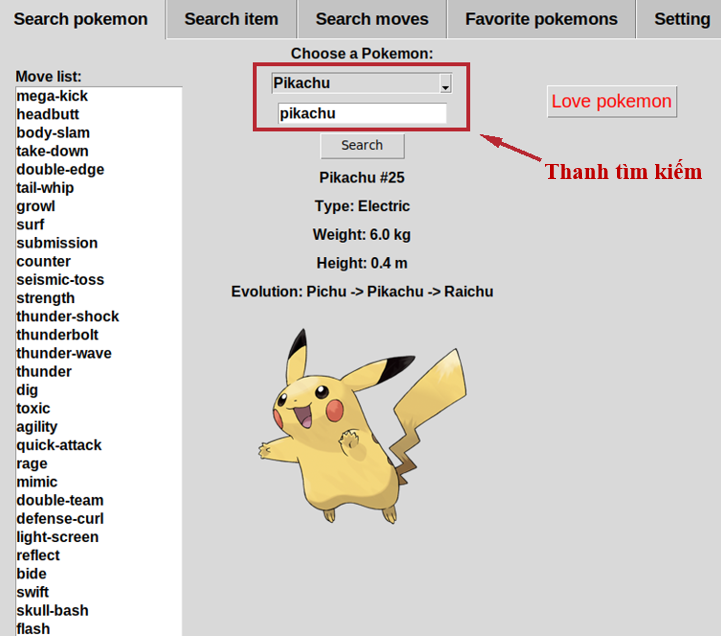 Search pokemon
Search item
Search moves
Favorite pokemons
Setting
Choose a Pokemon:
Pikachu
pikachu
Search
Love pokemon
Thanh tìm kiếm
Pikachu #25
Type: Electric
Weight: 6.0 kg
Height: 0.4 m
Evolution: Pichu -> Pikachu -> Raichu
Move list:
mega-kick
headbutt
body-slam
take-down
double-edge
tail-whip
growl
surf
submission
counter
seismic-toss
strength
thunder-shock
thunderbolt
thunder-wave
thunder
dig
toxic
agility
quick-attack
rage
mimic
double-team
defense-curl
light-screen
reflect
bide
swift
skull-bash
flash